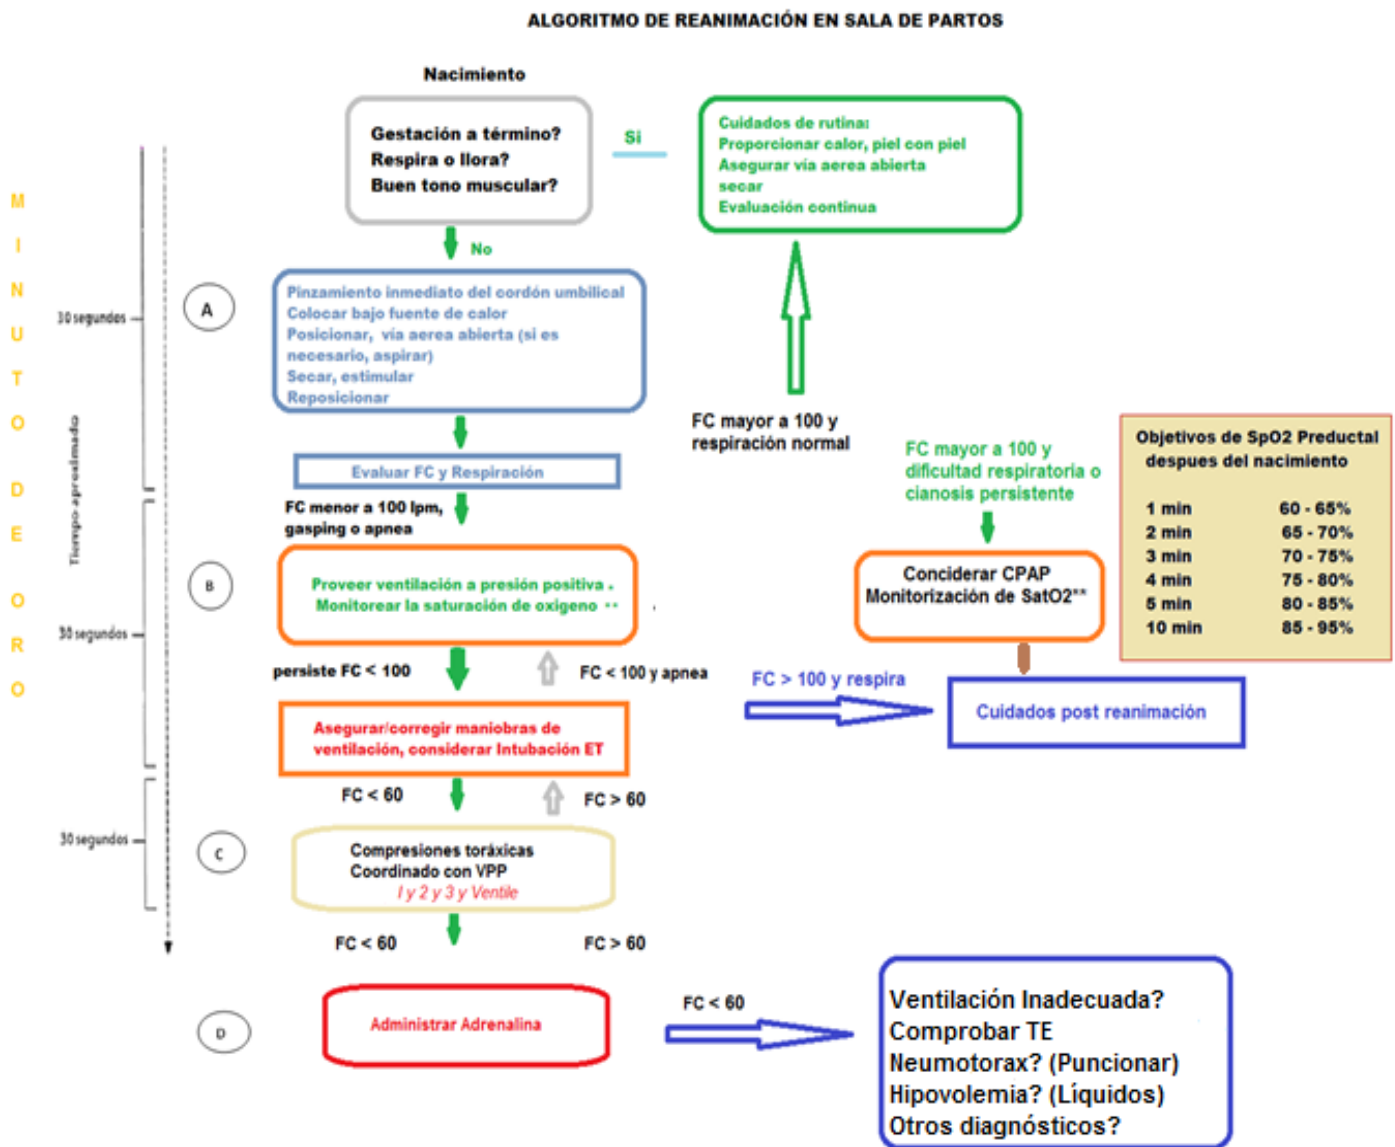 ALGORITMO DE REANIMACIÓN EN SALA DE PARTOS
Nacimiento
Gestación a término?
Respira o llora?
Buen tono muscular?
Si
Cuidados de rutina:
Proporcionar calor, piel con piel
Asegurar vía aerea abierta
secar
Evaluación continua
No
MINUTO DE ORO
Tiempo aproximado
30 segundos
A
Pinzamiento inmediato del cordón umbilical
Colocar bajo fuente de calor
Posicionar, vía aerea abierta (si es
necesario, aspirar)
Secar, estimular
Reposicionar
Evaluar FC y Respiración
FC mayor a 100 y
respiración normal
FC menor a 100 lpm,
gasping o apnea
FC mayor a 100 y
dificultad respiratoria o
cianosis persistente
Objetivos de SpO2 Preductal
despues del nacimiento
1 min 60 - 65%
2 min 65 - 70%
3 min 70 - 75%
4 min 75 - 80%
5 min 80 - 85%
10 min 85 - 95%
B
30 segundos
Proveer ventilación a presión positiva *
Monitorear la saturación de oxigeno **
Conciderar CPAP
Monitorización de SatO2**
persiste FC < 100
FC < 100 y apnea
FC > 100 y respira
Cuidados post reanimación
Asegurar/corregir maniobras de
ventilación, considerar Intubación ET
FC < 60
FC > 60
30 segundos
C
Compresiones toráxicas
Coordinado con VPP
I y 2 y 3 y Ventile
FC < 60
FC > 60
D
Administrar Adrenalina
FC < 60
Ventilación Inadecuada?
Comprobar TE
Neumotorax? (Puncionar)
Hipovolemia? (Líquidos)
Otros diagnósticos?